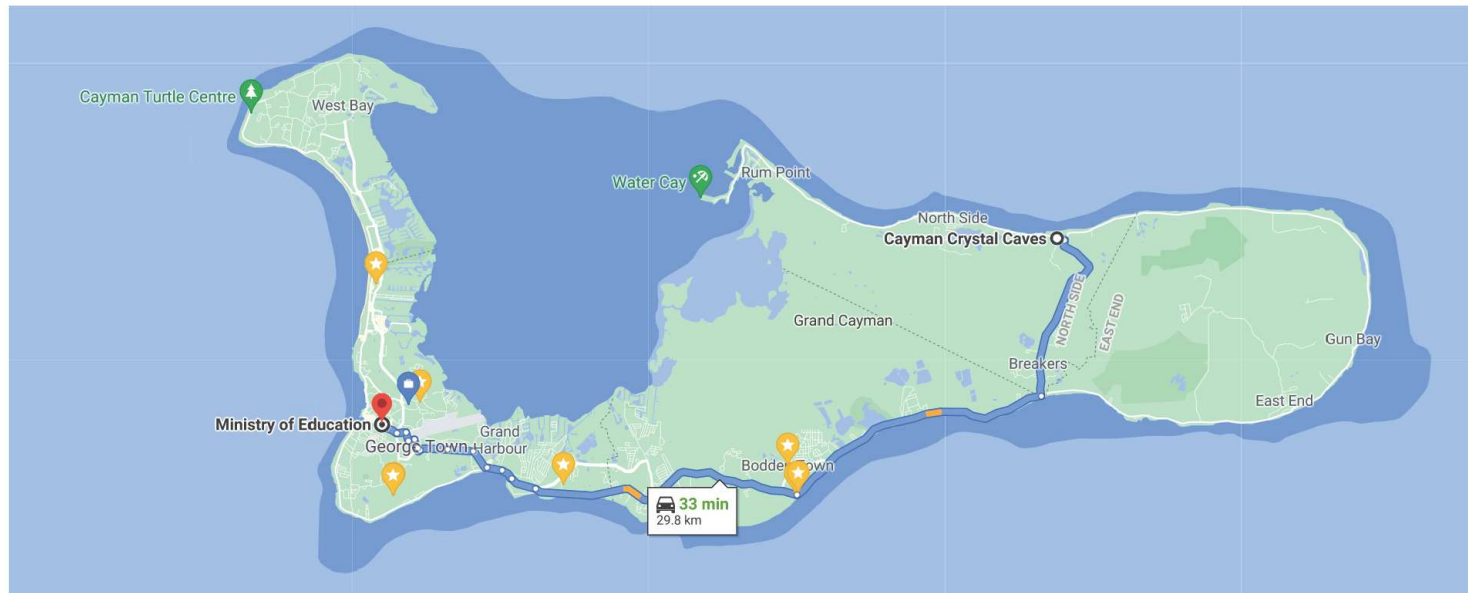 Cayman Turtle Centre
West Bay
Water Cay
Rum Point
North Side
Cayman Crystal Caves
Grand Cayman
NORTH SIDE
EAST END
Gun Bay
Breakers
East End
Ministry of Education
George Town
Grand
Harbour
Bodden Town
33 min
29.8 km